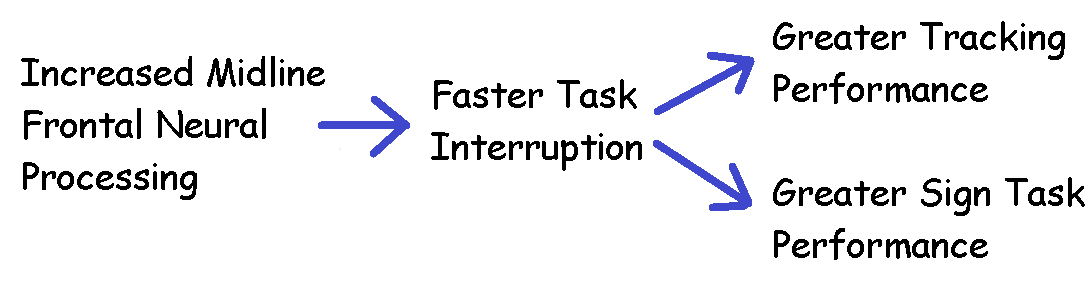 Increased Midline
Frontal Neural
Processing
Faster Task
Interruption
Greater Tracking
Performance
Greater Sign Task
Performance